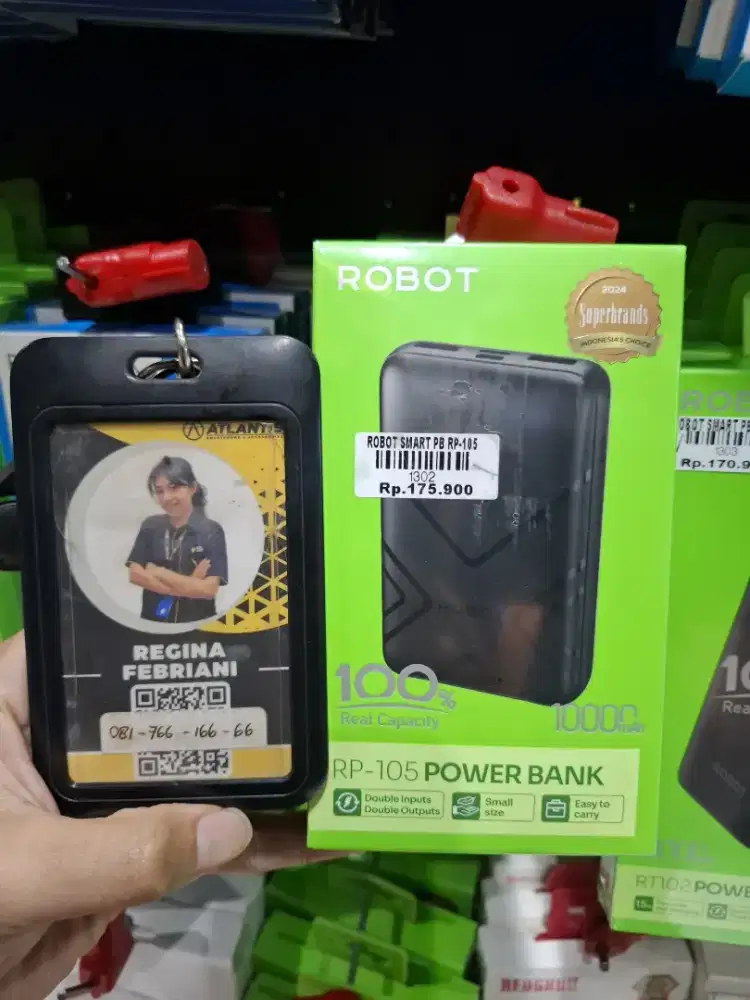 ATLANTIS
REGINA
FEBRIANI
081-766-166-66
ROBOT
2024
Superbrands
INDONESIA'S CHOICE
ROBOT SMART PB RP-105
1302
Rp.175.900
100%
Real Capacity
10000mAh
RP-105 POWER BANK
Double Inputs
Double Outputs
Small
size
Easy to
carry
ROBOT SMART PB
1303
Rp.170.9
RT102 POWE